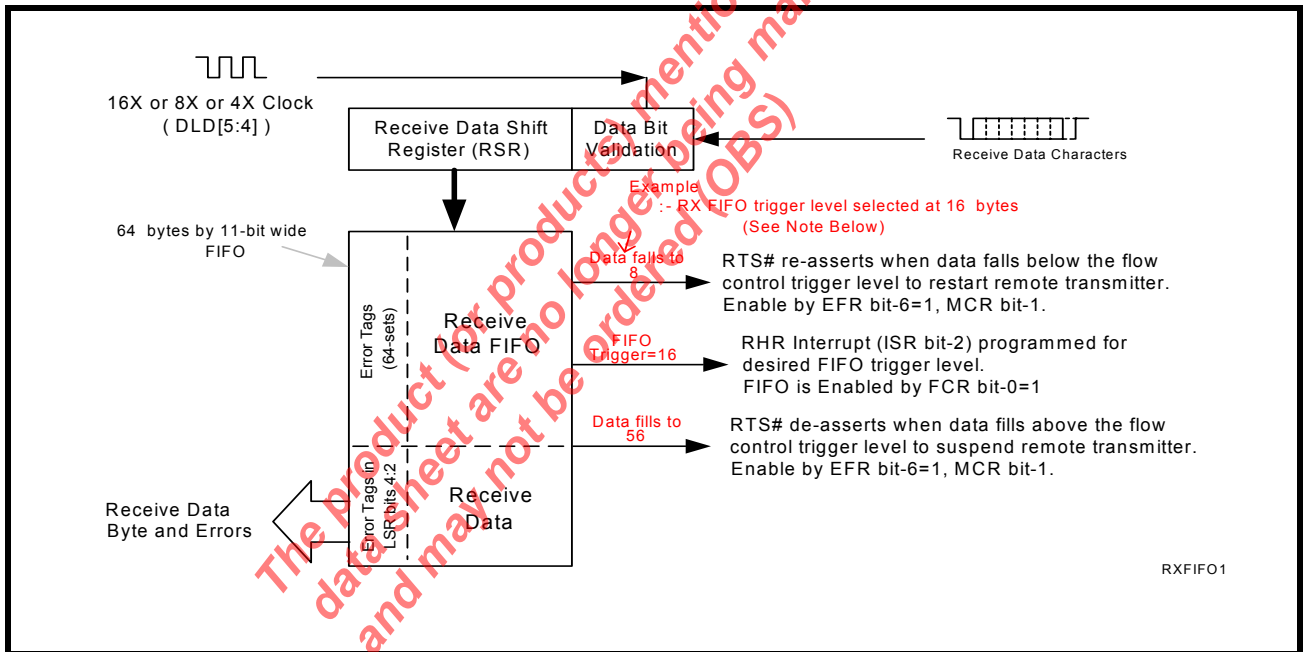 16X or 8X or 4X Clock
( DLD[5:4] )
Receive Data Shift
Register (RSR)
Data Bit
Validation
Receive Data Characters
Example
:- RX FIFO trigger level selected at 16 bytes
(See Note Below)
64 bytes by 11-bit wide
FIFO
Data falls to
8
RTS# re-asserts when data falls below the flow
control trigger level to restart remote transmitter.
Enable by EFR bit-6=1, MCR bit-1.
Error Tags
(64-sets)
Receive
Data FIFO
FIFO
Trigger=16
RHR Interrupt (ISR bit-2) programmed for
desired FIFO trigger level.
FIFO is Enabled by FCR bit-0=1
Data fills to
56
RTS# de-asserts when data fills above the flow
control trigger level to suspend remote transmitter.
Enable by EFR bit-6=1, MCR bit-1.
Error Tags in
LSR bits 4:2
Receive
Data
Receive Data
Byte and Errors
RXFIFO1
The product (or products) mentio
data sheet are no longer being ma
and may not be ordered (OBS)